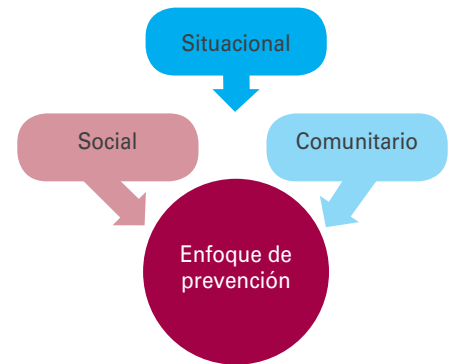 Situacional
Social
Comunitario
Enfoque de
prevención